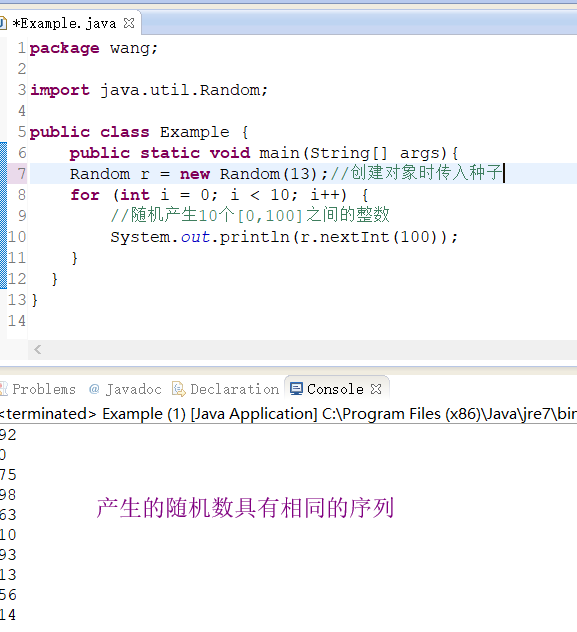 *Example.java
1 package wang;
2
3 import java.util.Random;
4
5 public class Example {
6     public static void main(String[] args){
7     Random r = new Random(13);//创建对象时传入种子
8     for (int i = 0; i < 10; i++) {
9         //随机产生10个[0,100]之间的整数
10         System.out.println(r.nextInt(100));
11     }
12   }
13 }
14
Problems @ Javadoc Declaration Console
<terminated> Example (1) [Java Application] C:\Program Files (x86)\Java\jre7\bin
92
0
75
98
63
10
93
13
56
14
产生的随机数具有相同的序列